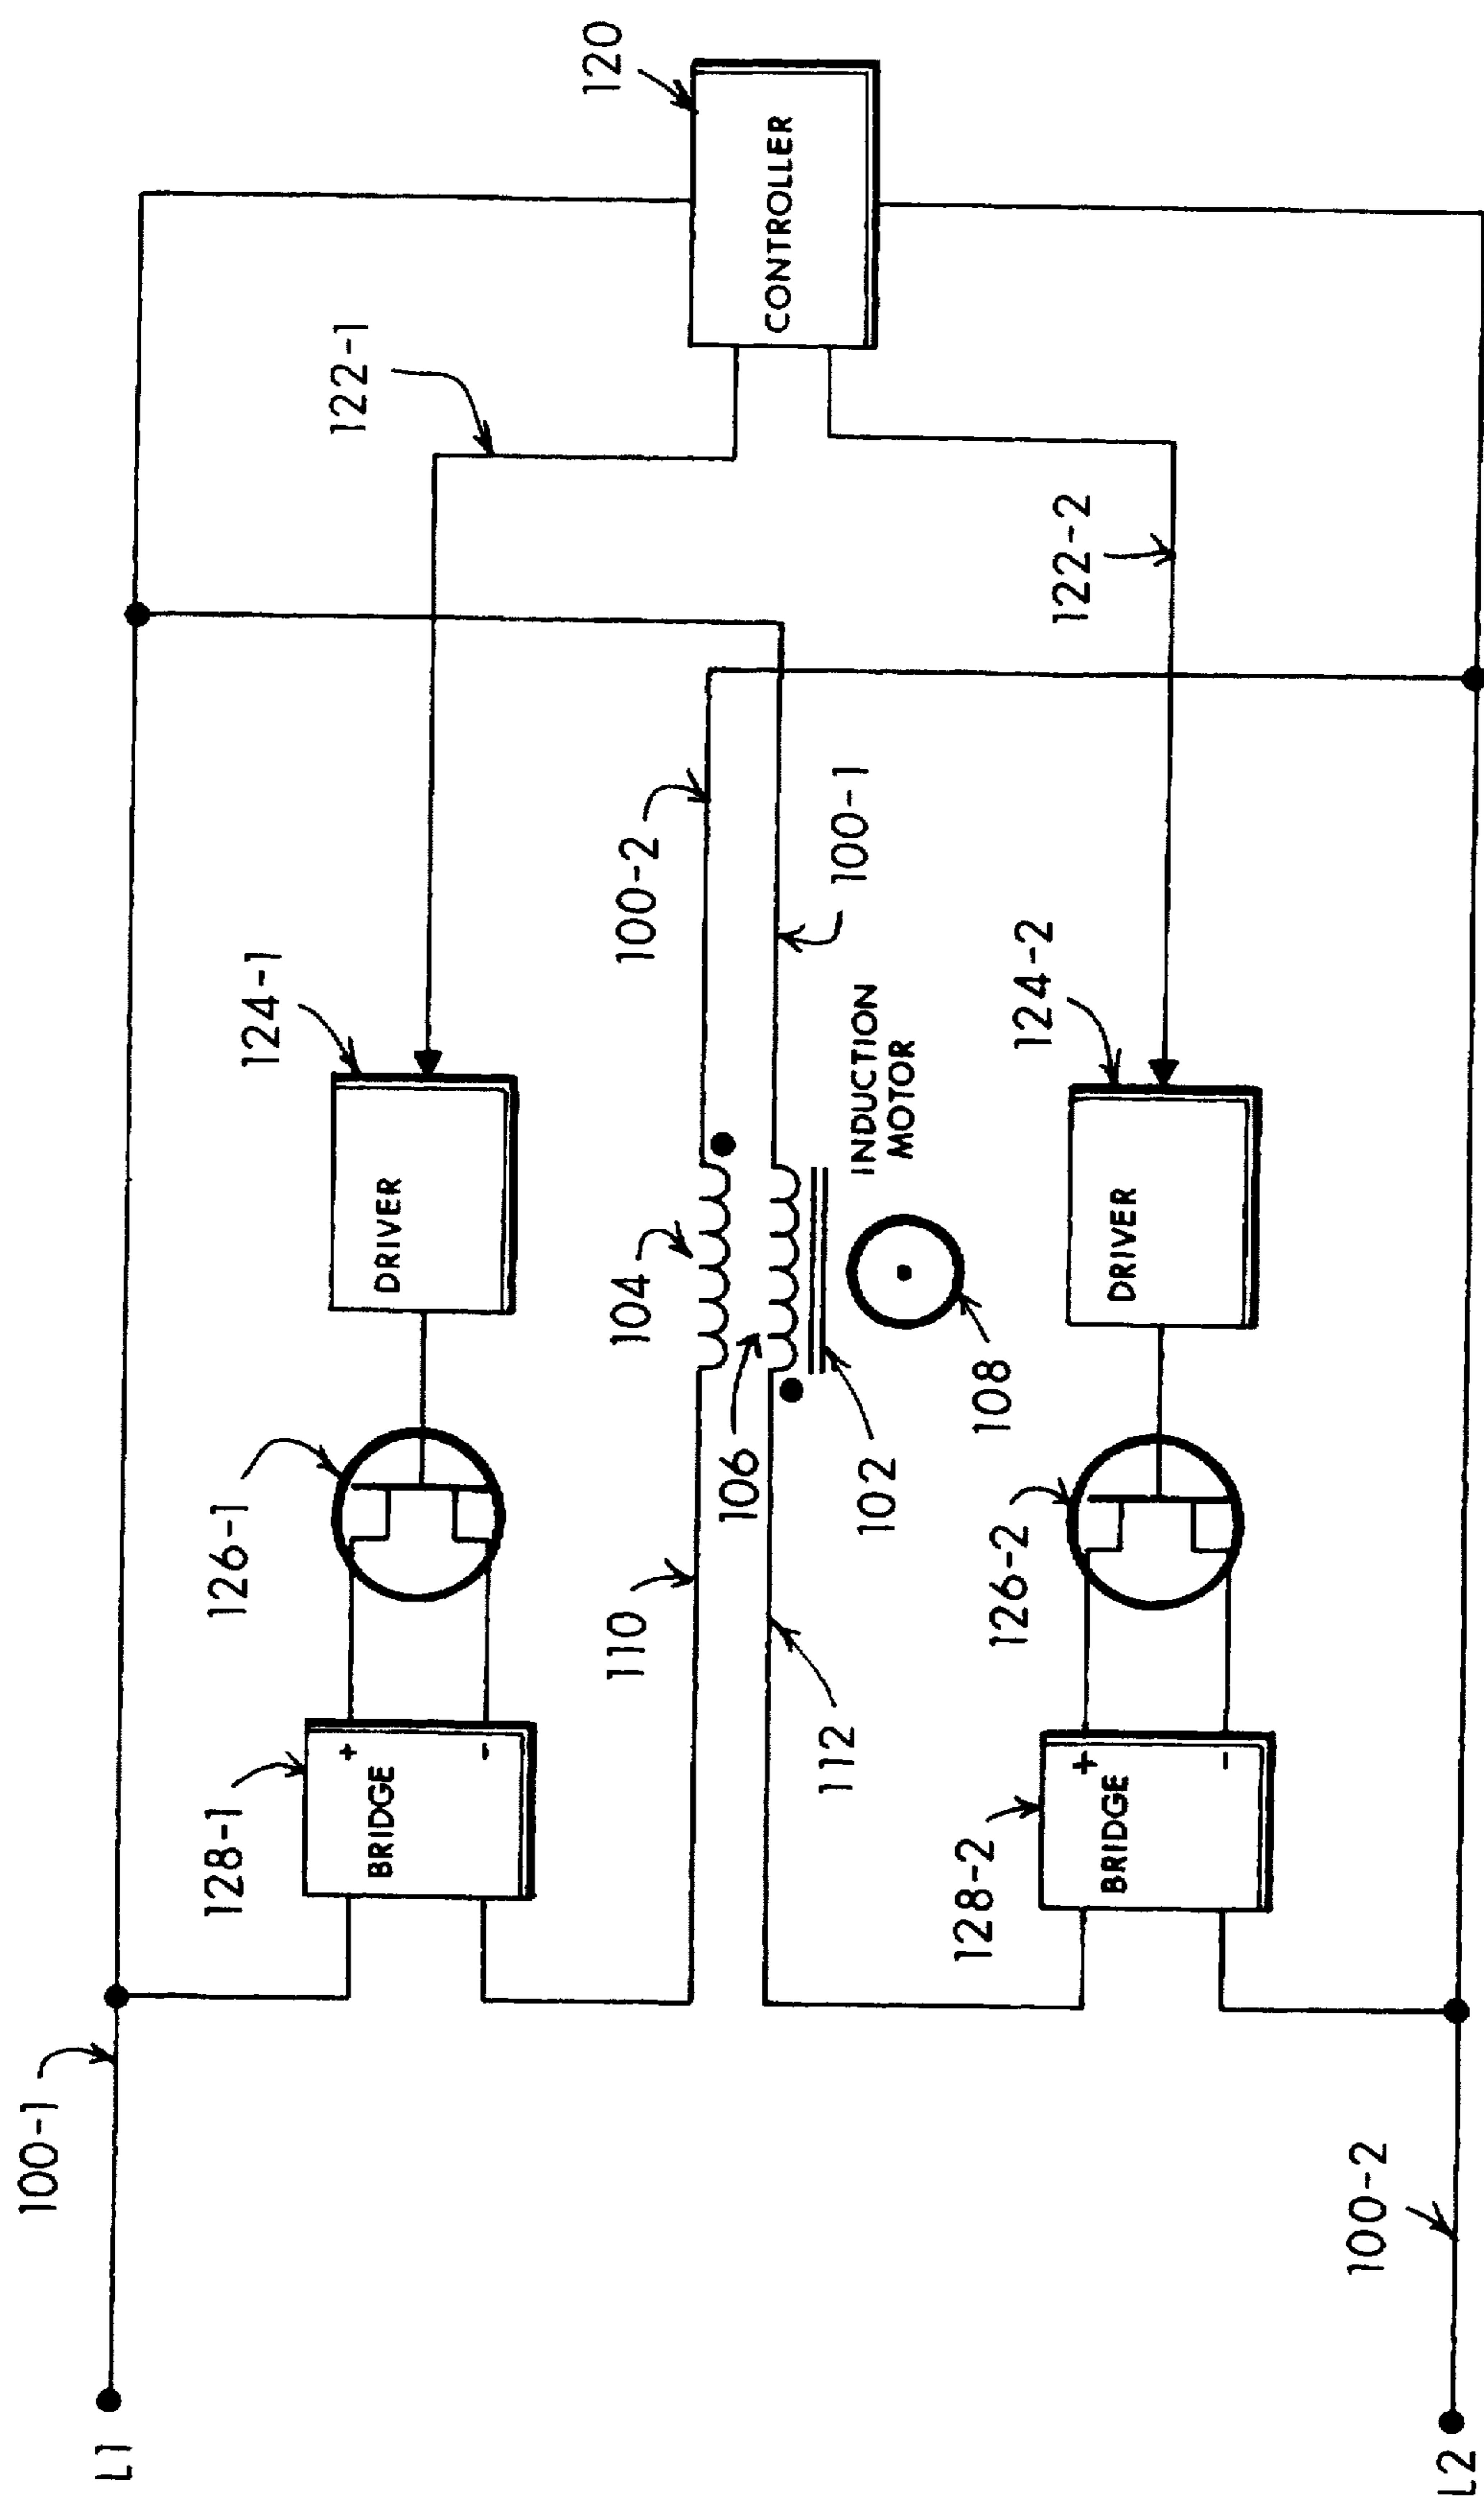 L1
100-1
128-1
BRIDGE
+
-
126-1
124-1
DRIVER
122-1
120
CONTROLLER
110
104
100-2
106
112
102
108
INDUCTION
MOTOR
100-1
128-2
BRIDGE
+
-
126-2
124-2
DRIVER
122-2
100-2
L2